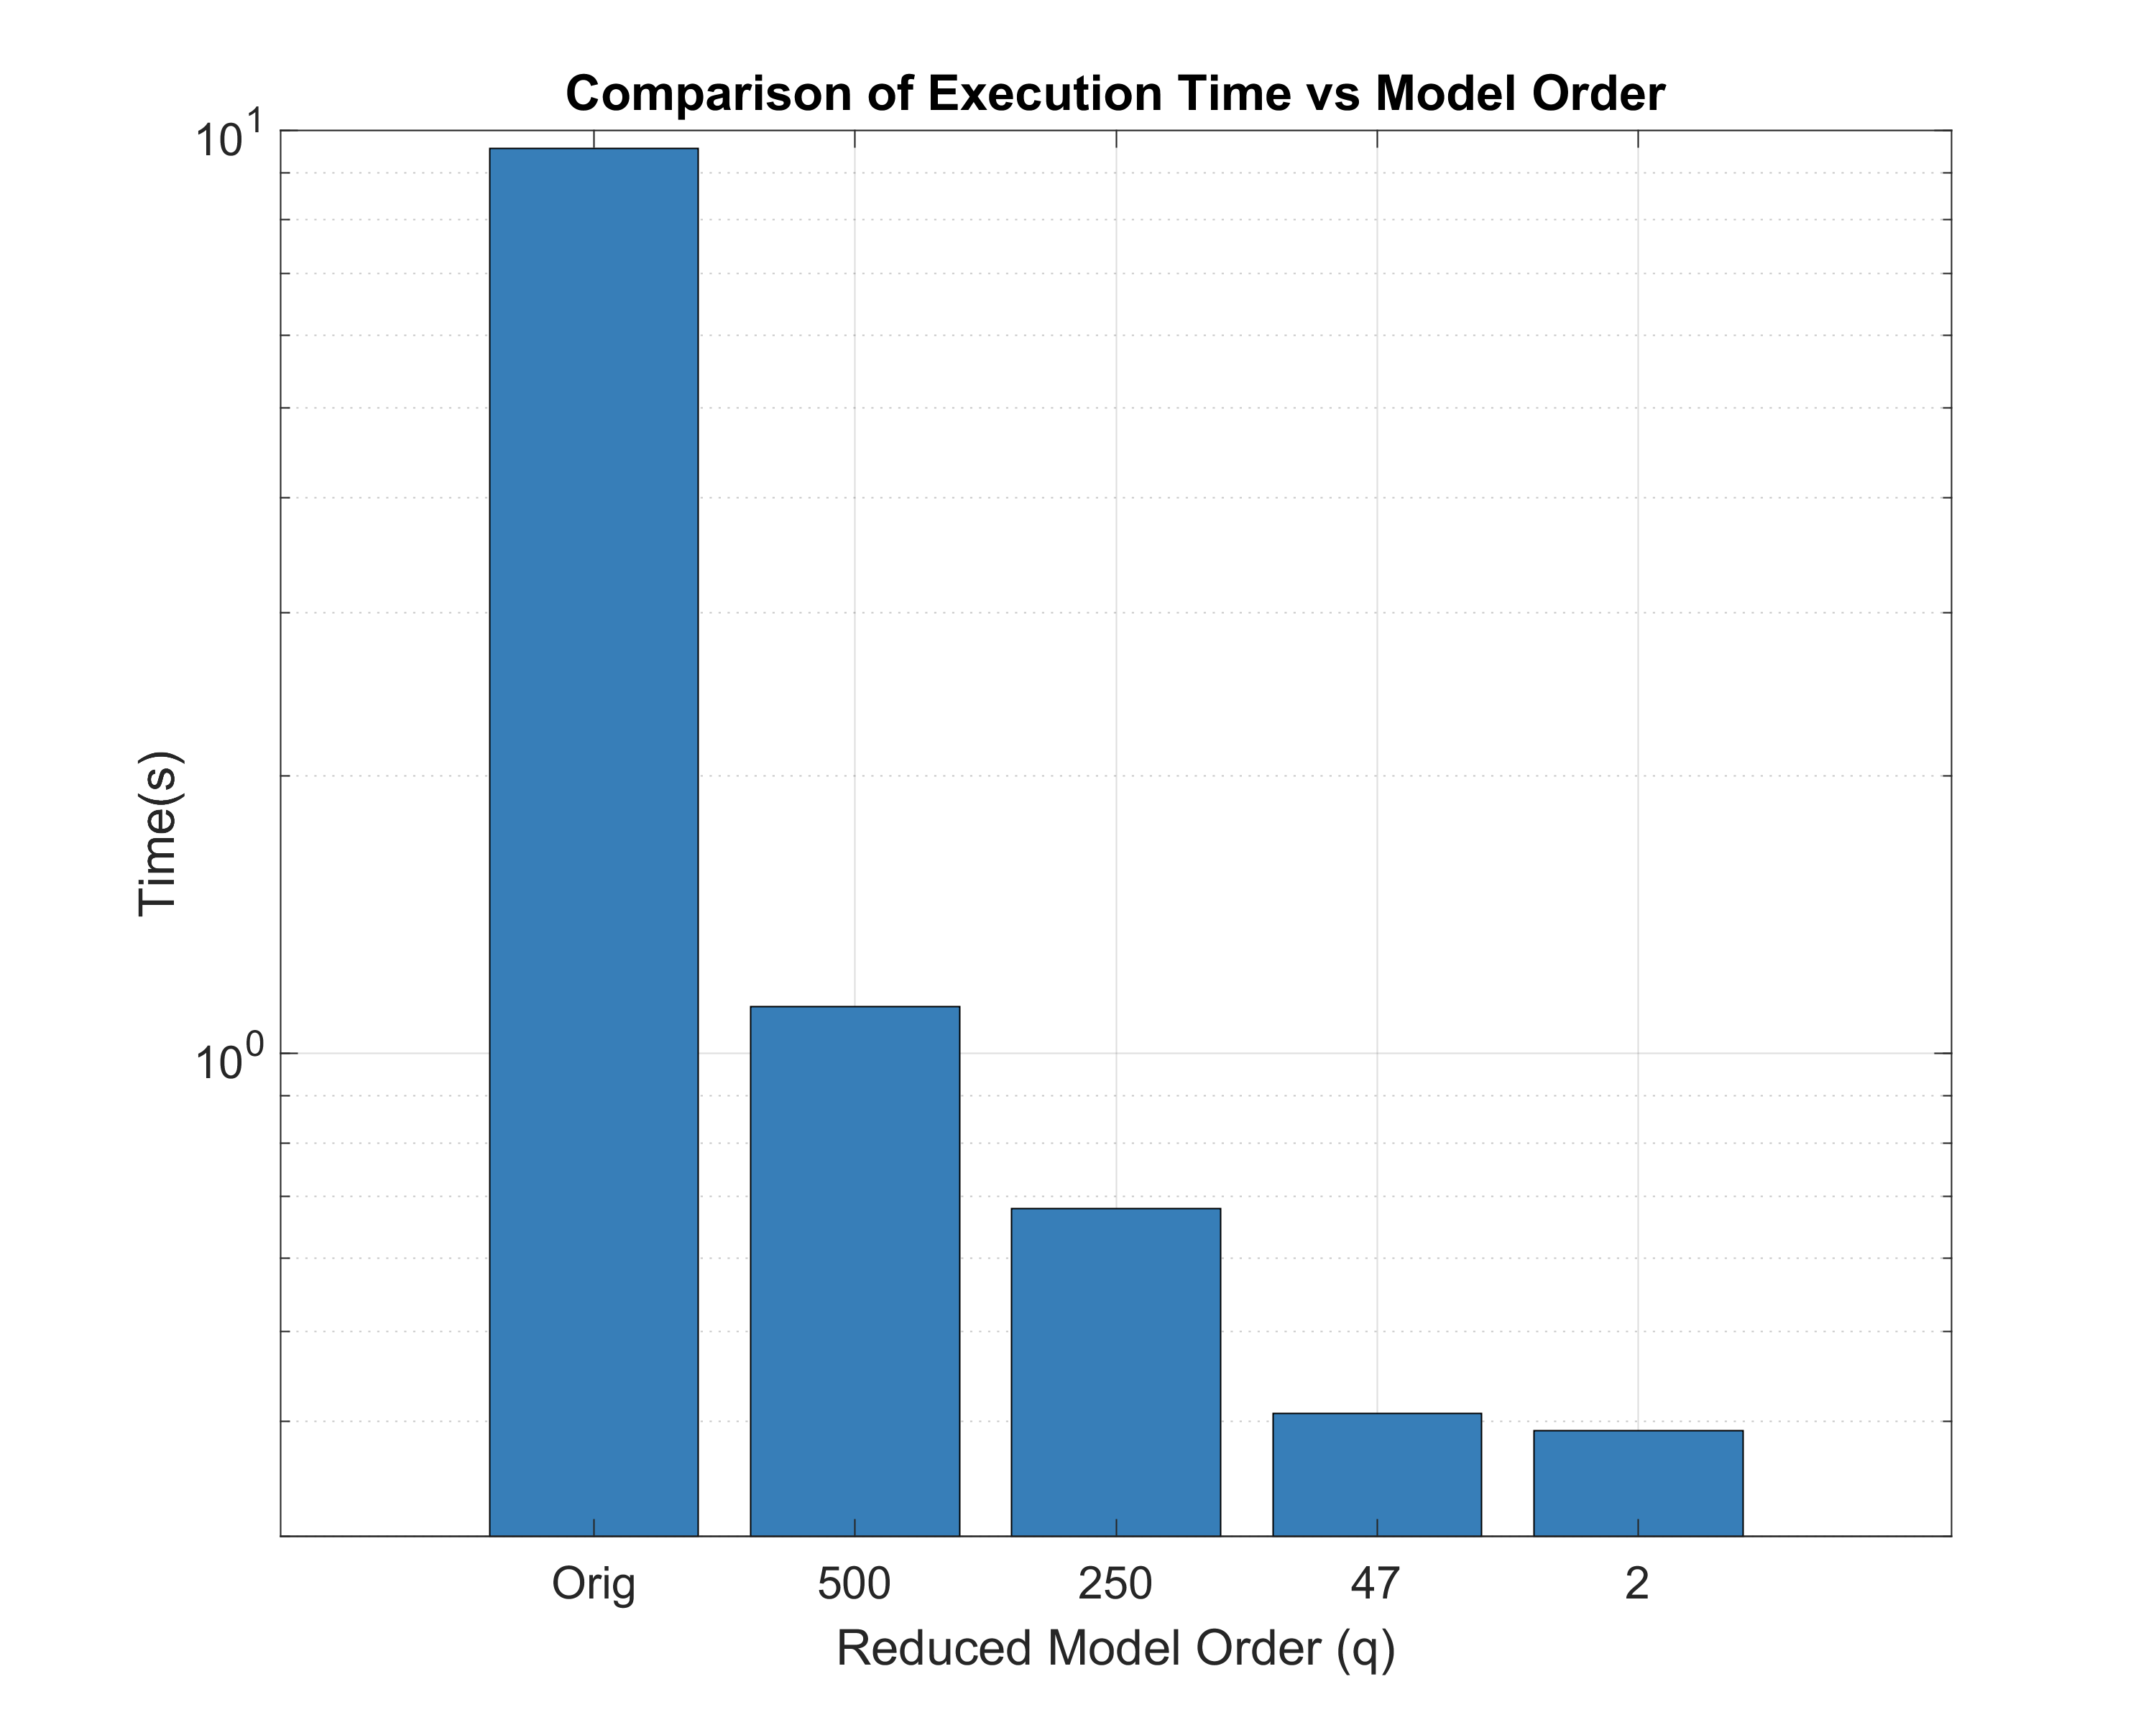 Comparison of Execution Time vs Model Order
10^1
10^0
Time(s)
Orig 500 250 47 2
Reduced Model Order (q)